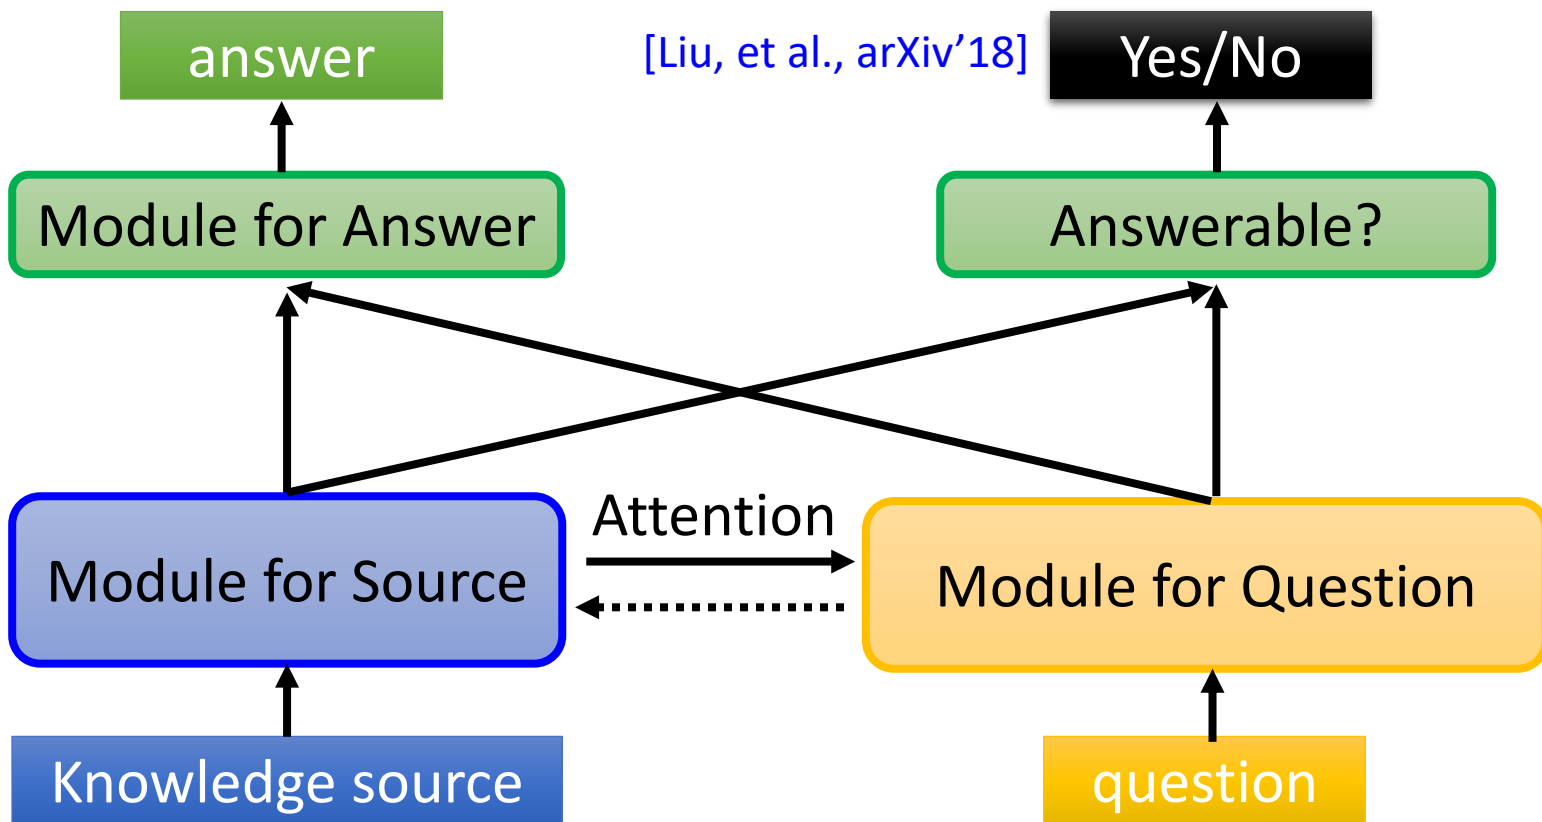 answer
[Liu, et al., arXiv’18]
Yes/No
Module for Answer
Answerable?
Attention
Module for Source
Module for Question
Knowledge source
question